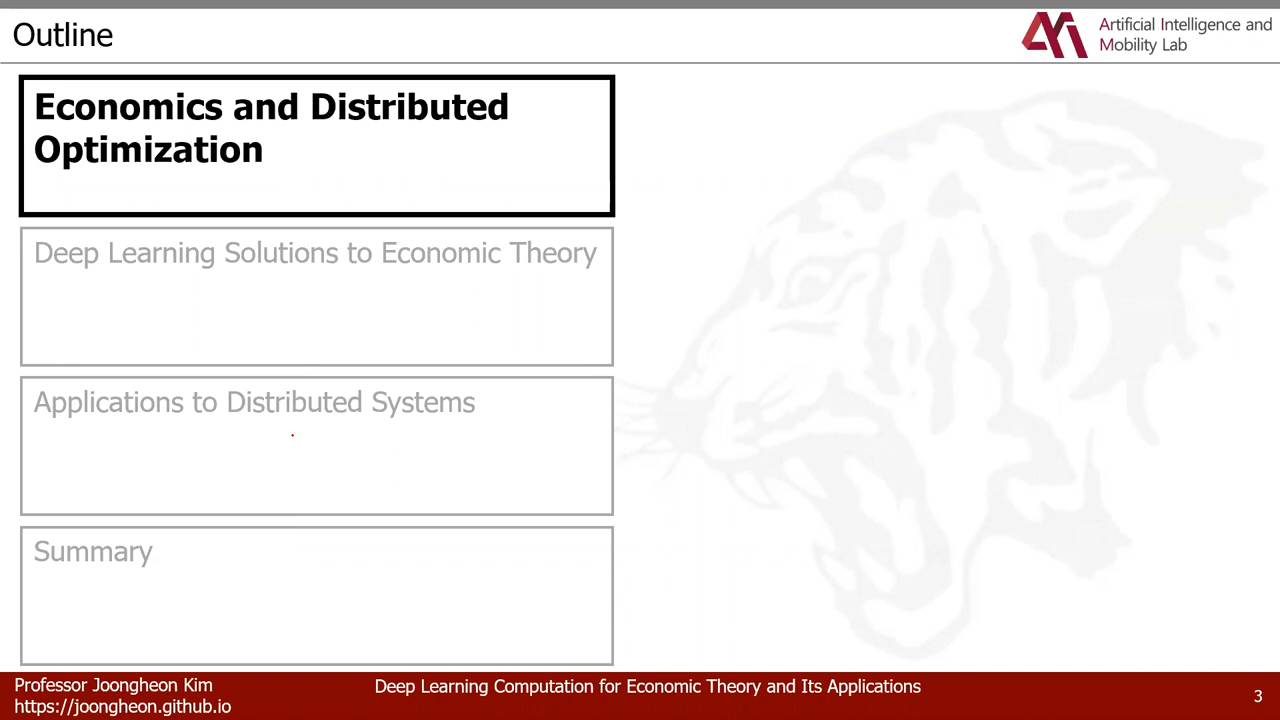 Outline
Artificial Intelligence and
Mobility Lab
Economics and Distributed
Optimization
Deep Learning Solutions to Economic Theory
Applications to Distributed Systems
Summary
Professor Joongheon Kim
https://joongheon.github.io
Deep Learning Computation for Economic Theory and Its Applications
3